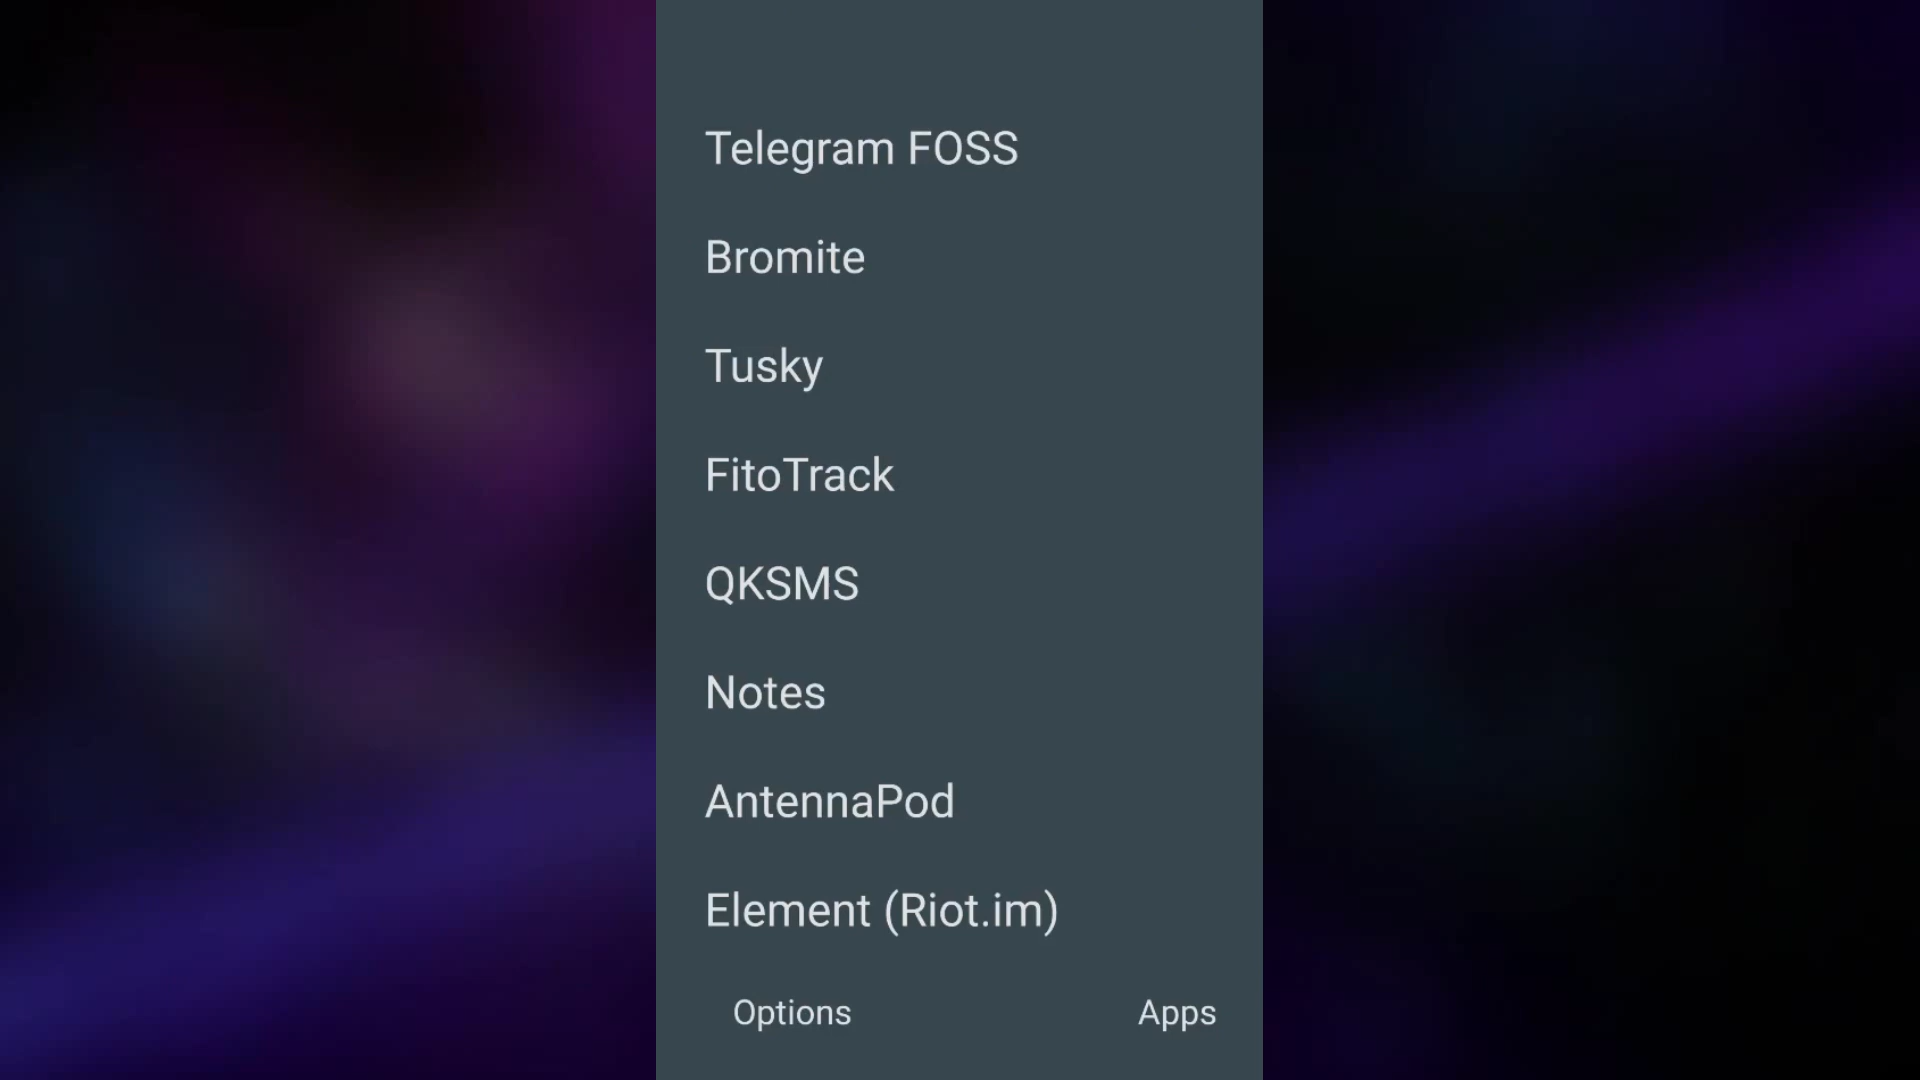 Telegram FOSS
Bromite
Tusky
FitoTrack
QKSMS
Notes
AntennaPod
Element (Riot.im)
Options
Apps